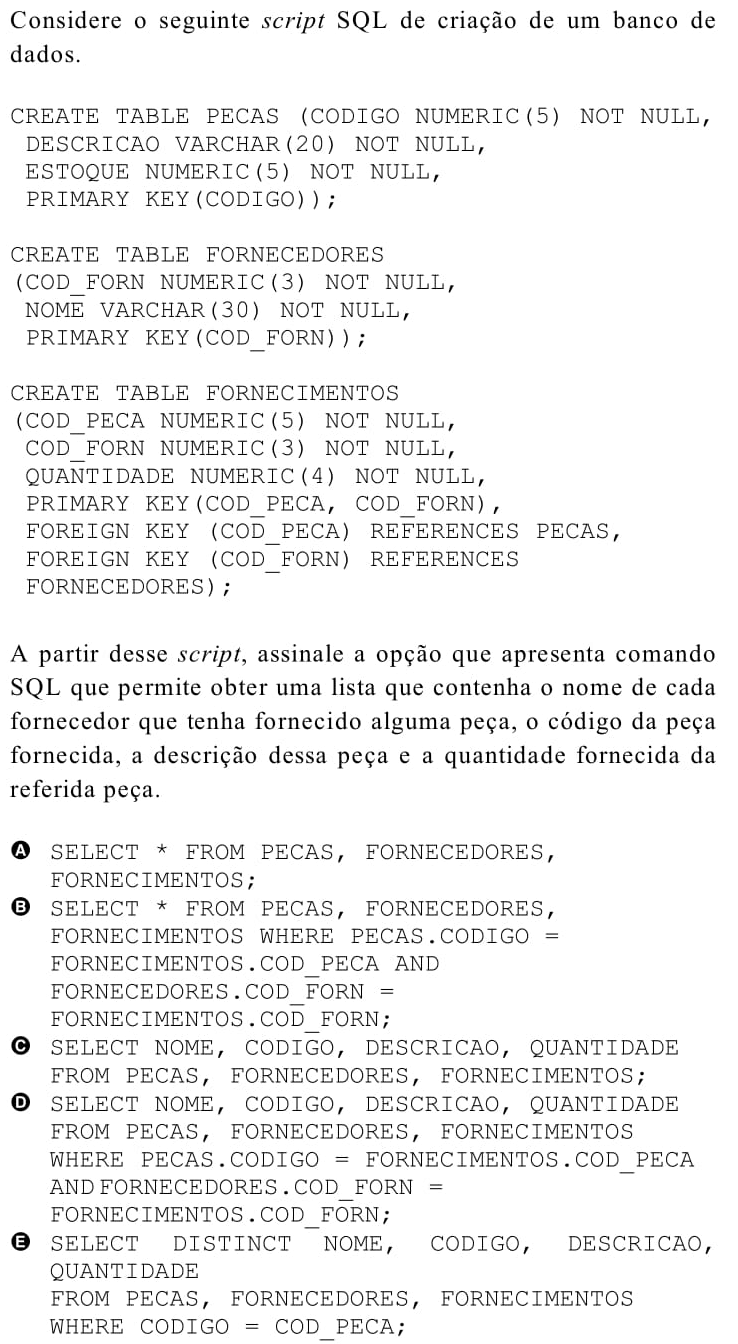 Considere o seguinte script SQL de criação de um banco de
dados.
CREATE TABLE PECAS (CODIGO NUMERIC(5) NOT NULL,
DESCRICAO VARCHAR(20) NOT NULL,
ESTOQUE NUMERIC(5) NOT NULL,
PRIMARY KEY(CODIGO));
CREATE TABLE FORNECEDORES
(COD_FORN NUMERIC(3) NOT NULL,
NOME VARCHAR(30) NOT NULL,
PRIMARY KEY(COD_FORN));
CREATE TABLE FORNECIMENTOS
(COD_PECA NUMERIC(5) NOT NULL,
COD_FORN NUMERIC(3) NOT NULL,
QUANTIDADE NUMERIC(4) NOT NULL,
PRIMARY KEY(COD_PECA, COD_FORN),
FOREIGN KEY (COD_PECA) REFERENCES PECAS,
FOREIGN KEY (COD_FORN) REFERENCES
FORNECEDORES);
A partir desse script, assinale a opção que apresenta comando
SQL que permite obter uma lista que contenha o nome de cada
fornecedor que tenha fornecido alguma peça, o código da peça
fornecida, a descrição dessa peça e a quantidade fornecida da
referida peça.
A SELECT * FROM PECAS, FORNECEDORES,
FORNECIMENTOS;
B SELECT * FROM PECAS, FORNECEDORES,
FORNECIMENTOS WHERE PECAS.CODIGO =
FORNECIMENTOS.COD_PECA AND
FORNECEDORES.COD_FORN =
FORNECIMENTOS.COD_FORN;
C SELECT NOME, CODIGO, DESCRICAO, QUANTIDADE
FROM PECAS, FORNECEDORES, FORNECIMENTOS;
D SELECT NOME, CODIGO, DESCRICAO, QUANTIDADE
FROM PECAS, FORNECEDORES, FORNECIMENTOS
WHERE PECAS.CODIGO = FORNECIMENTOS.COD_PECA
AND FORNECEDORES.COD_FORN =
FORNECIMENTOS.COD_FORN;
E SELECT DISTINCT NOME, CODIGO, DESCRICAO,
QUANTIDADE
FROM PECAS, FORNECEDORES, FORNECIMENTOS
WHERE CODIGO = COD_PECA;